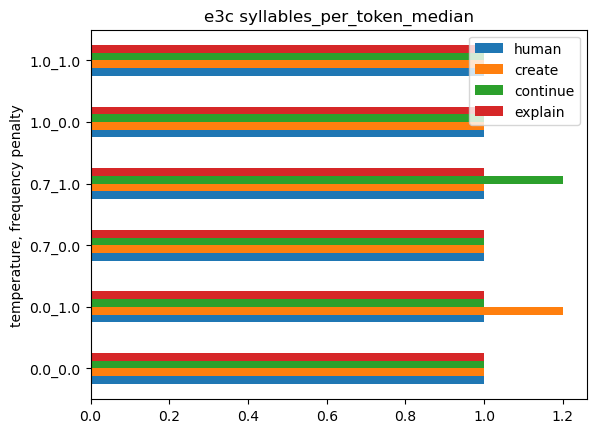 e3c syllables_per_token_median
temperature, frequency penalty
1.0_1.0
1.0_0.0
0.7_1.0
0.7_0.0
0.0_1.0
0.0_0.0
0.0 0.2 0.4 0.6 0.8 1.0 1.2
human
create
continue
explain